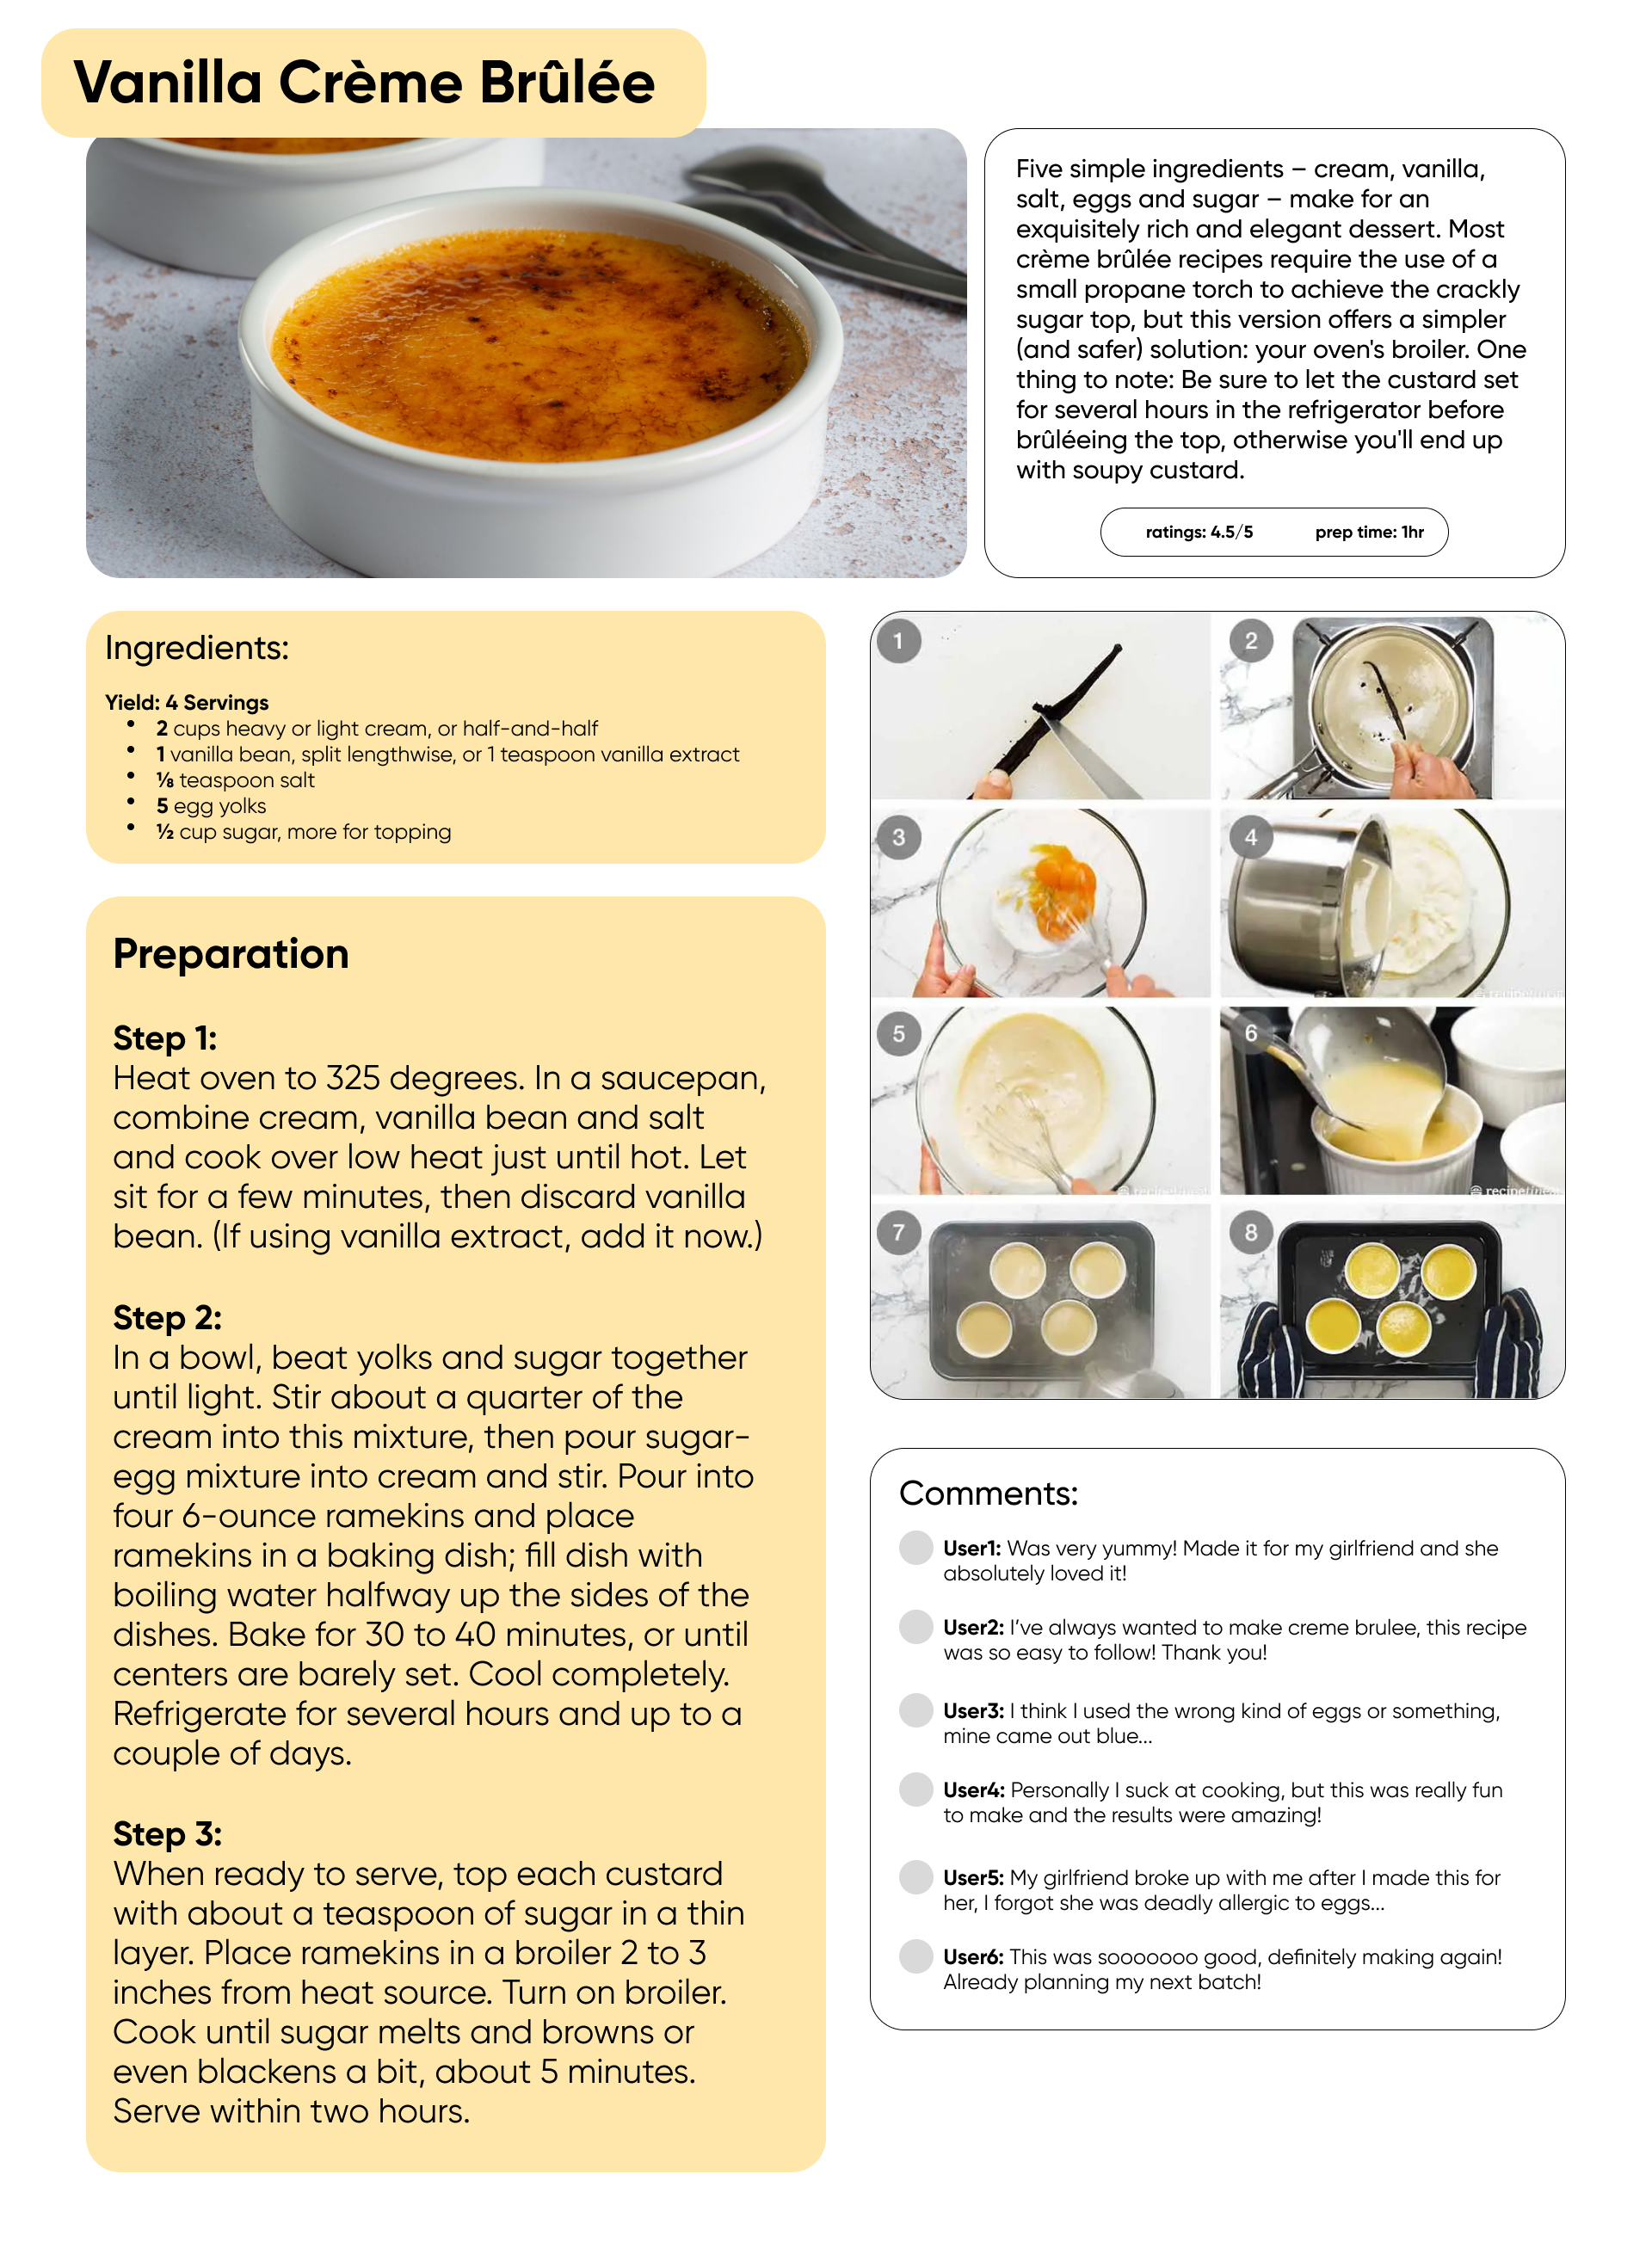 Vanilla Crème Brûlée
Five simple ingredients – cream, vanilla,
salt, eggs and sugar – make for an
exquisitely rich and elegant dessert. Most
crème brûlée recipes require the use of a
small propane torch to achieve the crackly
sugar top, but this version offers a simpler
(and safer) solution: your oven's broiler. One
thing to note: Be sure to let the custard set
for several hours in the refrigerator before
brûléeing the top, otherwise you'll end up
with soupy custard.
ratings: 4.5/5 prep time: 1hr
Ingredients:
Yield: 4 Servings
• 2 cups heavy or light cream, or half-and-half
• 1 vanilla bean, split lengthwise, or 1 teaspoon vanilla extract
• ⅛ teaspoon salt
• 5 egg yolks
• ½ cup sugar, more for topping
Preparation
Step 1:
Heat oven to 325 degrees. In a saucepan,
combine cream, vanilla bean and salt
and cook over low heat just until hot. Let
sit for a few minutes, then discard vanilla
bean. (If using vanilla extract, add it now.)
Step 2:
In a bowl, beat yolks and sugar together
until light. Stir about a quarter of the
cream into this mixture, then pour sugar-
egg mixture into cream and stir. Pour into
four 6-ounce ramekins and place
ramekins in a baking dish; fill dish with
boiling water halfway up the sides of the
dishes. Bake for 30 to 40 minutes, or until
centers are barely set. Cool completely.
Refrigerate for several hours and up to a
couple of days.
Step 3:
When ready to serve, top each custard
with about a teaspoon of sugar in a thin
layer. Place ramekins in a broiler 2 to 3
inches from heat source. Turn on broiler.
Cook until sugar melts and browns or
even blackens a bit, about 5 minutes.
Serve within two hours.
1
2
3
4
5
6
7
8
Comments:
User1: Was very yummy! Made it for my girlfriend and she
absolutely loved it!
User2: I've always wanted to make creme brulee, this recipe
was so easy to follow! Thank you!
User3: I think I used the wrong kind of eggs or something,
mine came out blue...
User4: Personally I suck at cooking, but this was really fun
to make and the results were amazing!
User5: My girlfriend broke up with me after I made this for
her, I forgot she was deadly allergic to eggs...
User6: This was sooooooo good, definitely making again!
Already planning my next batch!